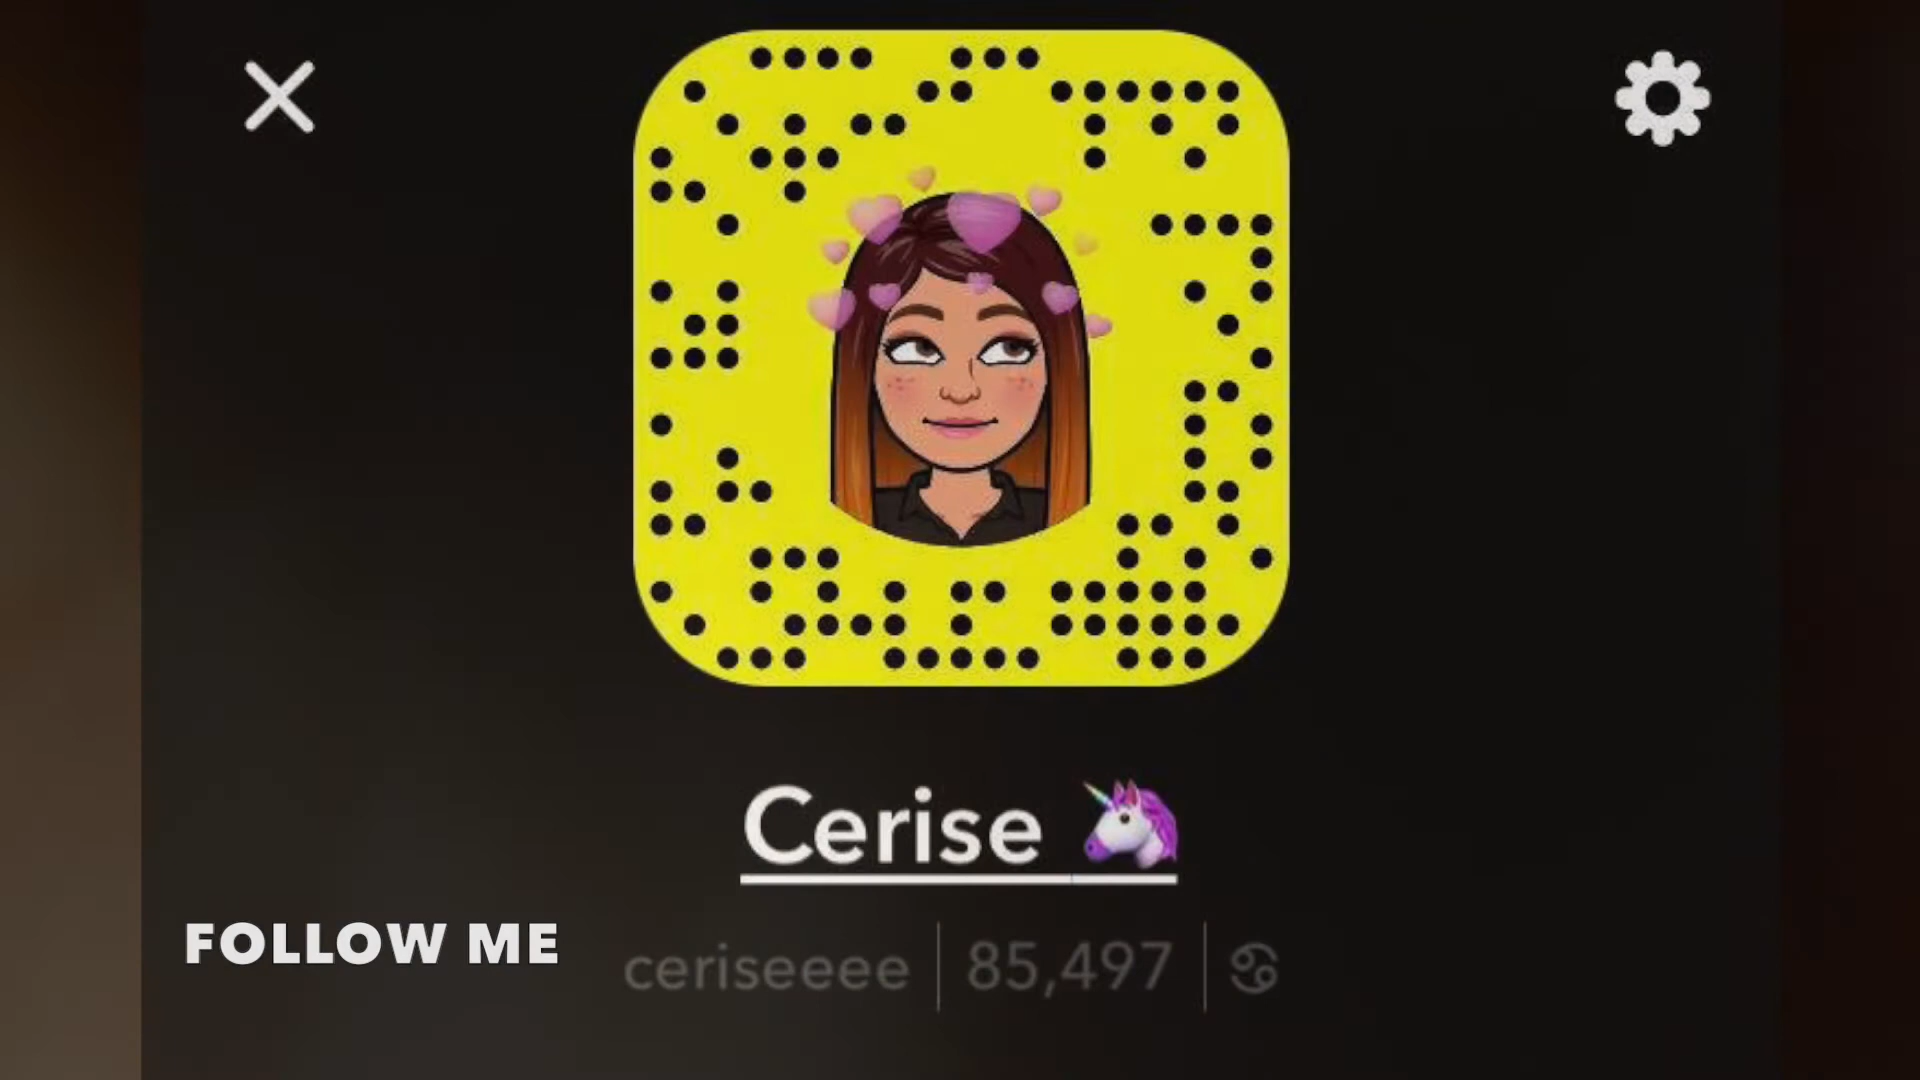 Cerise 🦄
FOLLOW ME
ceriseeee | 85,497 | ♋